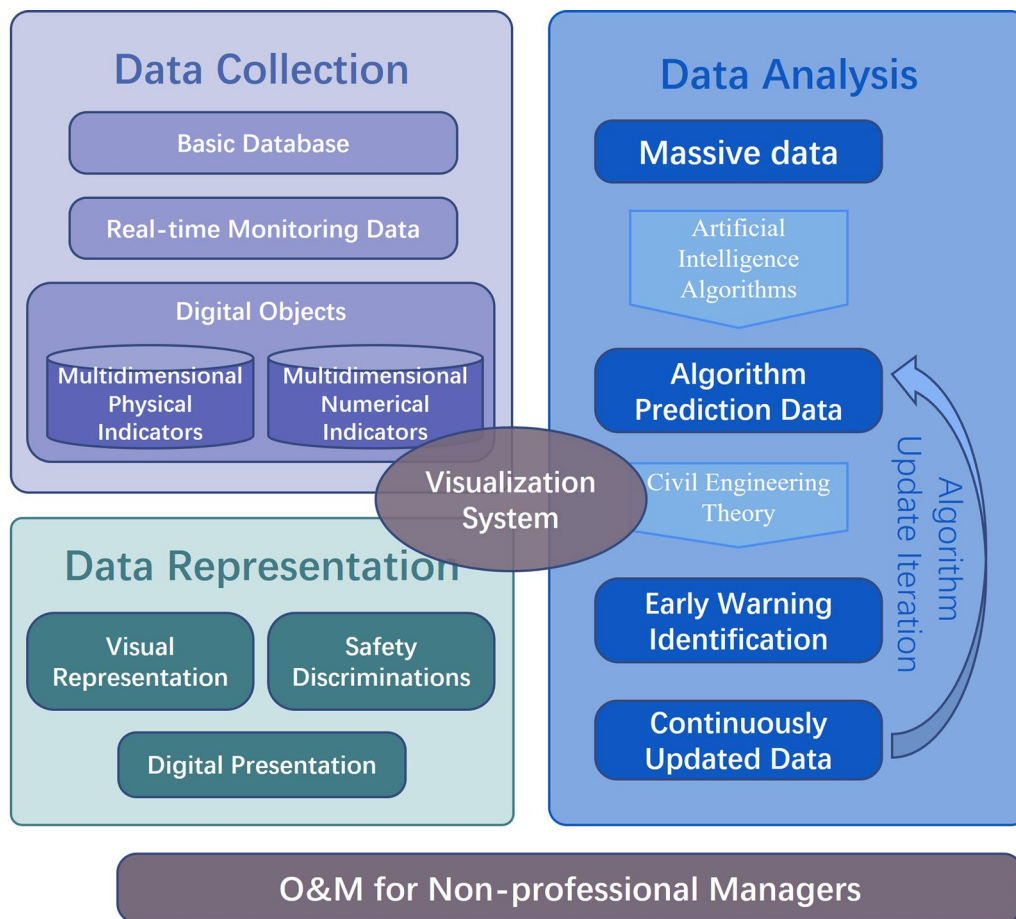 Data Collection
Basic Database
Real-time Monitoring Data
Digital Objects
Multidimensional
Physical
Indicators
Multidimensional
Numerical
Indicators
Visualization
System
Data Representation
Visual
Representation
Safety
Discriminations
Digital Presentation
Data Analysis
Massive data
Artificial
Intelligence
Algorithms
Algorithm
Prediction Data
Civil Engineering
Theory
Early Warning
Identification
Continuously
Updated Data
Algorithm
Update Iteration
O&M for Non-professional Managers